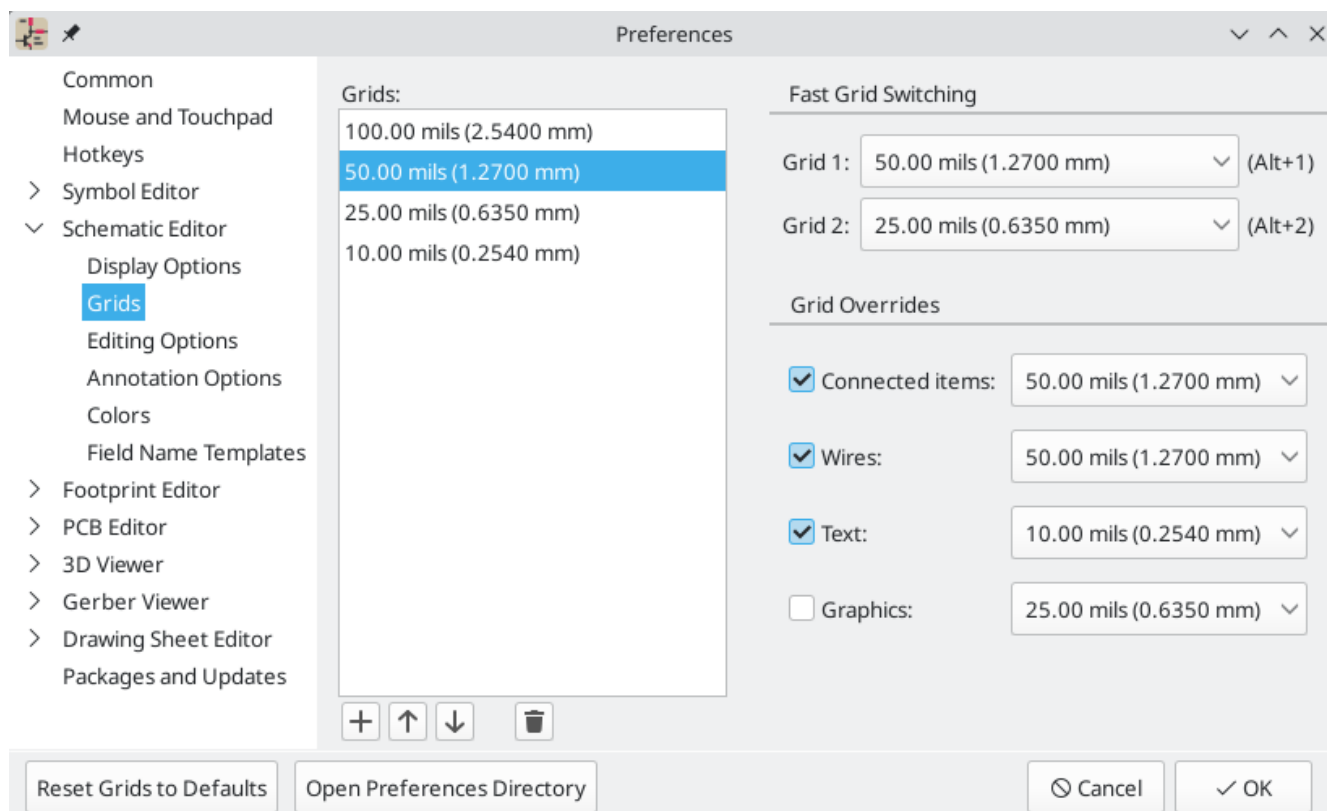 Preferences
Common
Mouse and Touchpad
Hotkeys
Symbol Editor
Schematic Editor
Display Options
Grids
Editing Options
Annotation Options
Colors
Field Name Templates
Footprint Editor
PCB Editor
3D Viewer
Gerber Viewer
Drawing Sheet Editor
Packages and Updates
Grids:
100.00 mils (2.5400 mm)
50.00 mils (1.2700 mm)
25.00 mils (0.6350 mm)
10.00 mils (0.2540 mm)
Fast Grid Switching
Grid 1: 50.00 mils (1.2700 mm) (Alt+1)
Grid 2: 25.00 mils (0.6350 mm) (Alt+2)
Grid Overrides
Connected items: 50.00 mils (1.2700 mm)
Wires: 50.00 mils (1.2700 mm)
Text: 10.00 mils (0.2540 mm)
Graphics: 25.00 mils (0.6350 mm)
Reset Grids to Defaults Open Preferences Directory Cancel OK